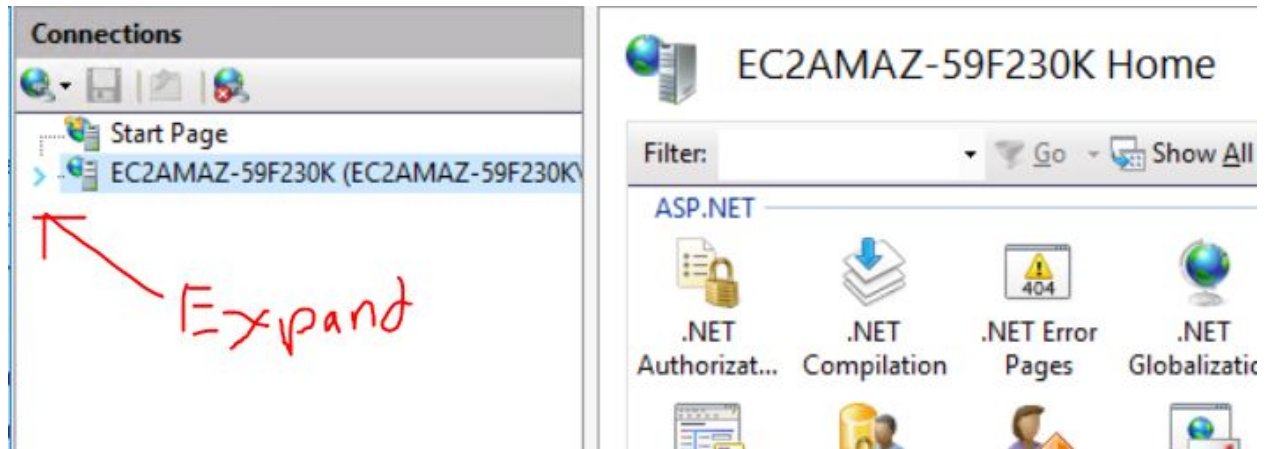 Connections
Start Page
EC2AMAZ-59F230K (EC2AMAZ-59F230K\
Expand
EC2AMAZ-59F230K Home
Filter:
Go
Show All
ASP.NET
.NET
Authorizat...
.NET
Compilation
404
.NET Error
Pages
.NET
Globalizatic